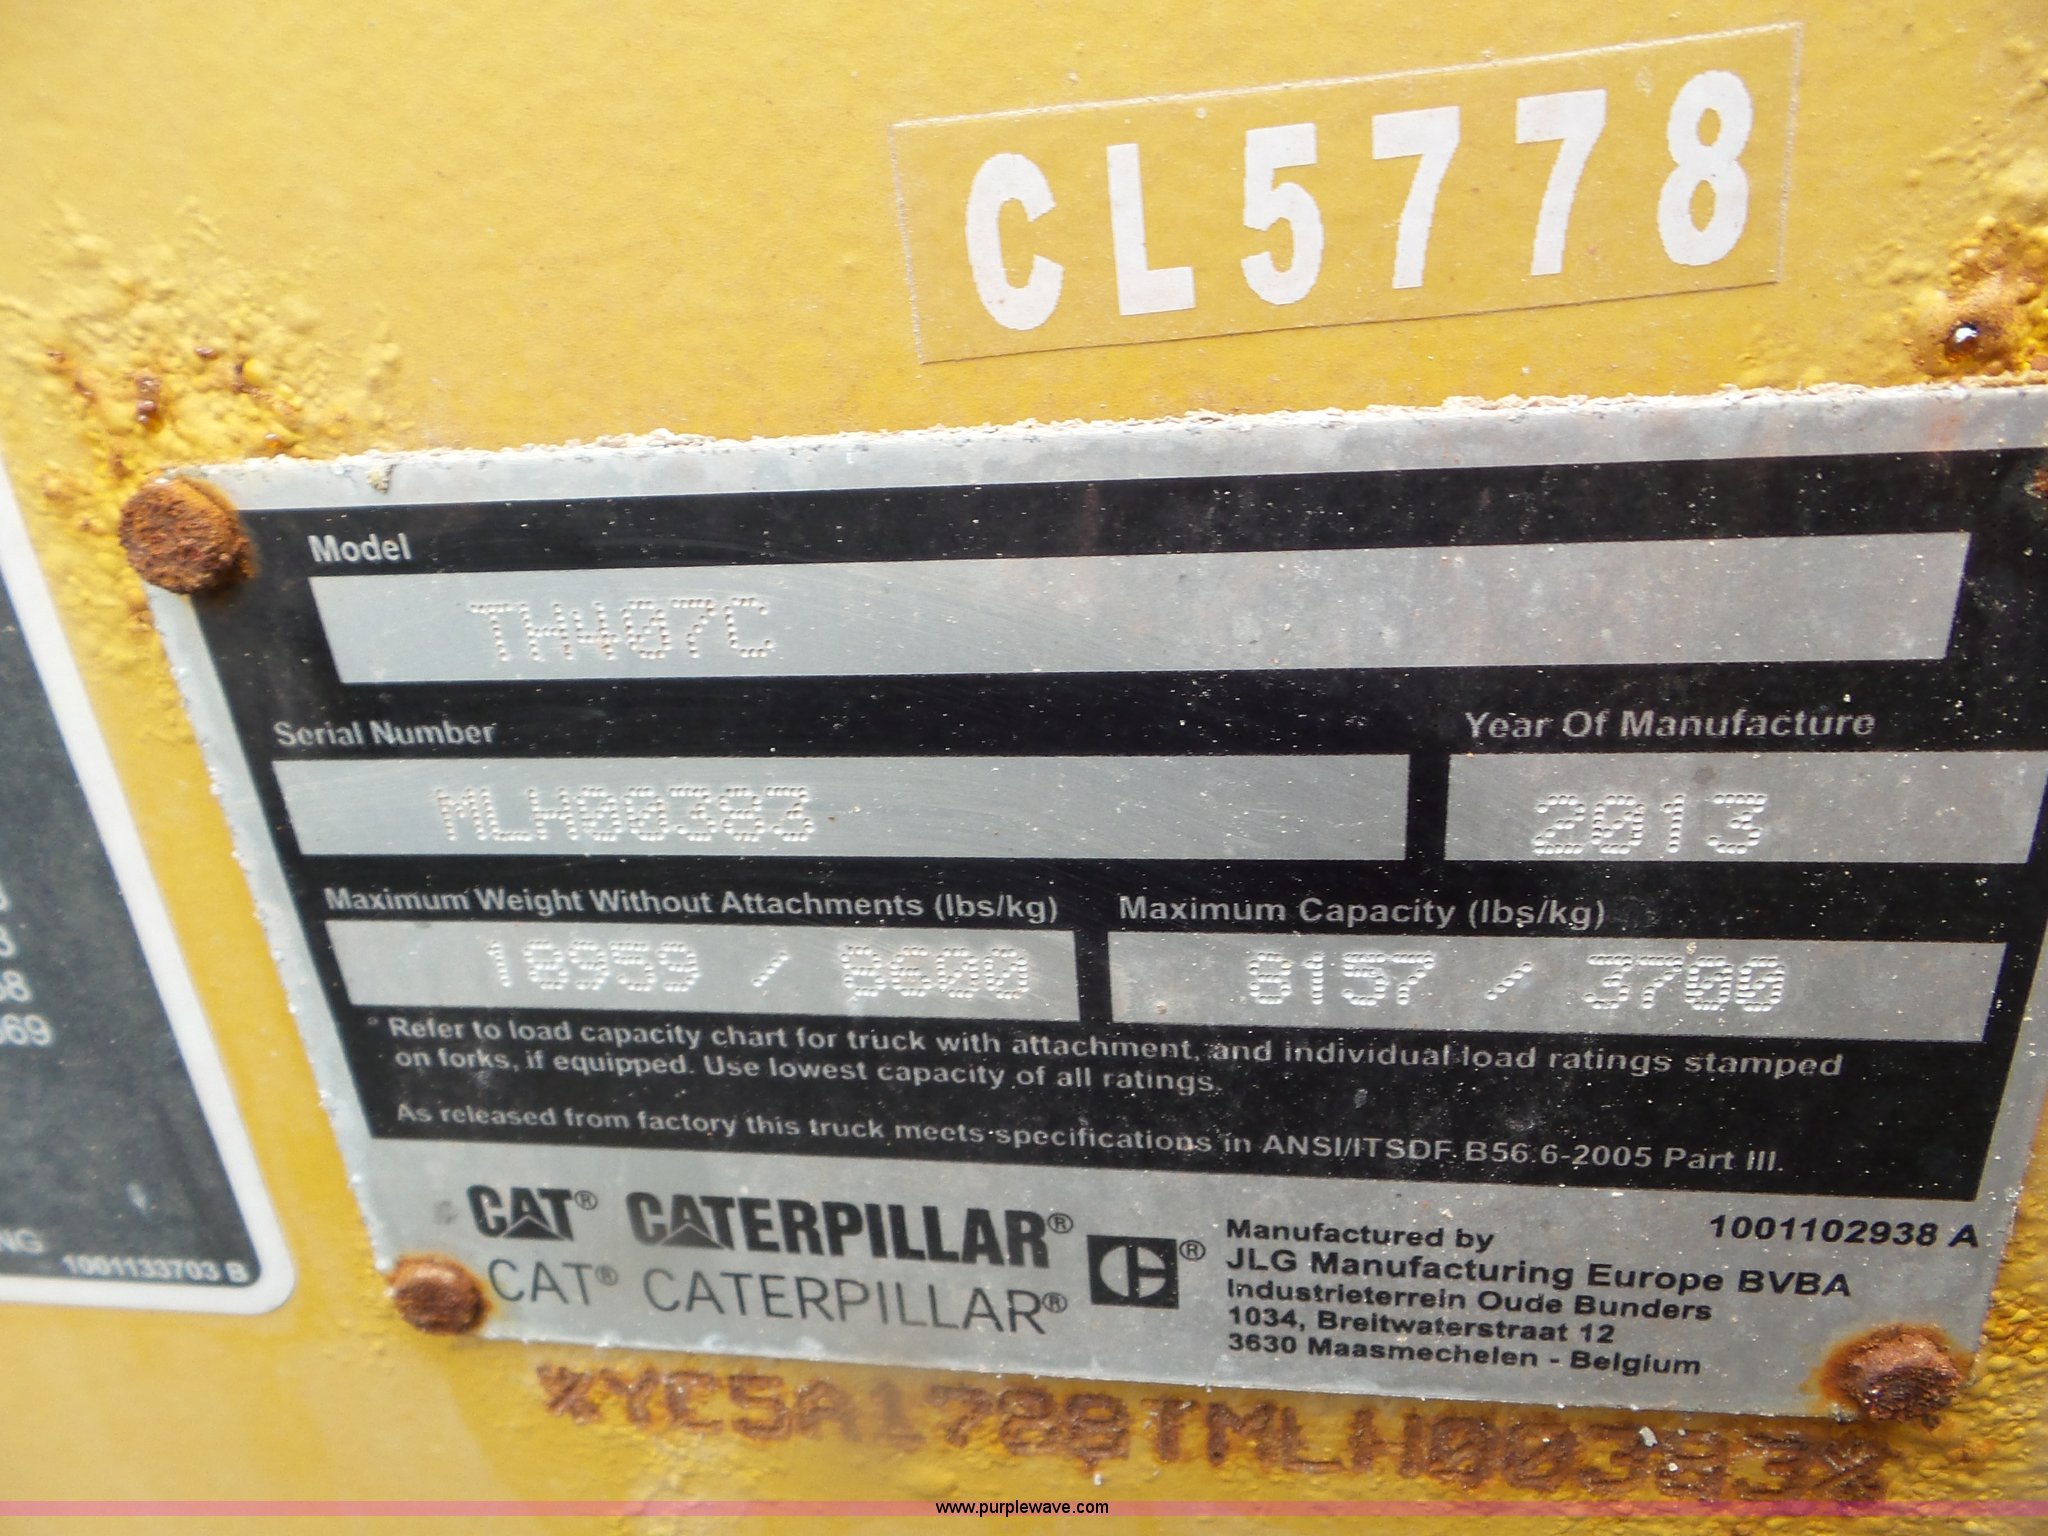 CL5778
Model
TH407C
Serial Number
Year Of Manufacture
MLH00383
2013
Maximum Weight Without Attachments (lbs/kg)
Maximum Capacity (lbs/kg)
18959 / 8600
8157 / 3700
* Refer to load capacity chart for truck with attachment, and individual load ratings stamped
on forks, if equipped. Use lowest capacity of all ratings.
As released from factory this truck meets specifications in ANSI/ITSDF B56.6-2005 Part III.
CAT® CATERPILLAR®
CAT® CATERPILLAR®
®
Manufactured by
1001102938 A
JLG Manufacturing Europe BVBA
Industrieterrein Oude Bunders
1034, Breitwaterstraat 12
3630 Maasmechelen - Belgium
1001133703 B
www.purplewave.com